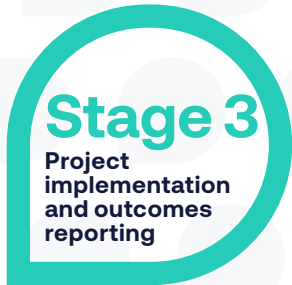 Stage 3
Project
implementation
and outcomes
reporting